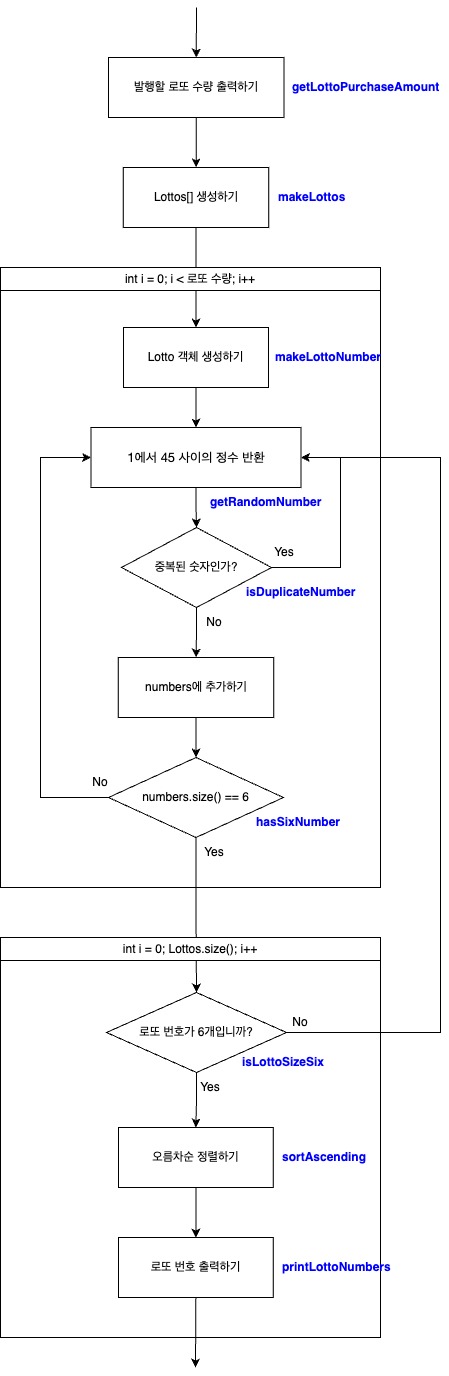 발행할 로또 수량 출력하기
getLottoPurchaseAmount
Lottos[] 생성하기
makeLottos
int i = 0; i < 로또 수량; i++
Lotto 객체 생성하기
makeLottoNumber
1에서 45 사이의 정수 반환
getRandomNumber
중복된 숫자인가?
Yes
isDuplicateNumber
No
numbers에 추가하기
No
numbers.size() == 6
hasSixNumber
Yes
int i = 0; Lottos.size(); i++
로또 번호가 6개입니까?
No
isLottoSizeSix
Yes
오름차순 정렬하기
sortAscending
로또 번호 출력하기
printLottoNumbers